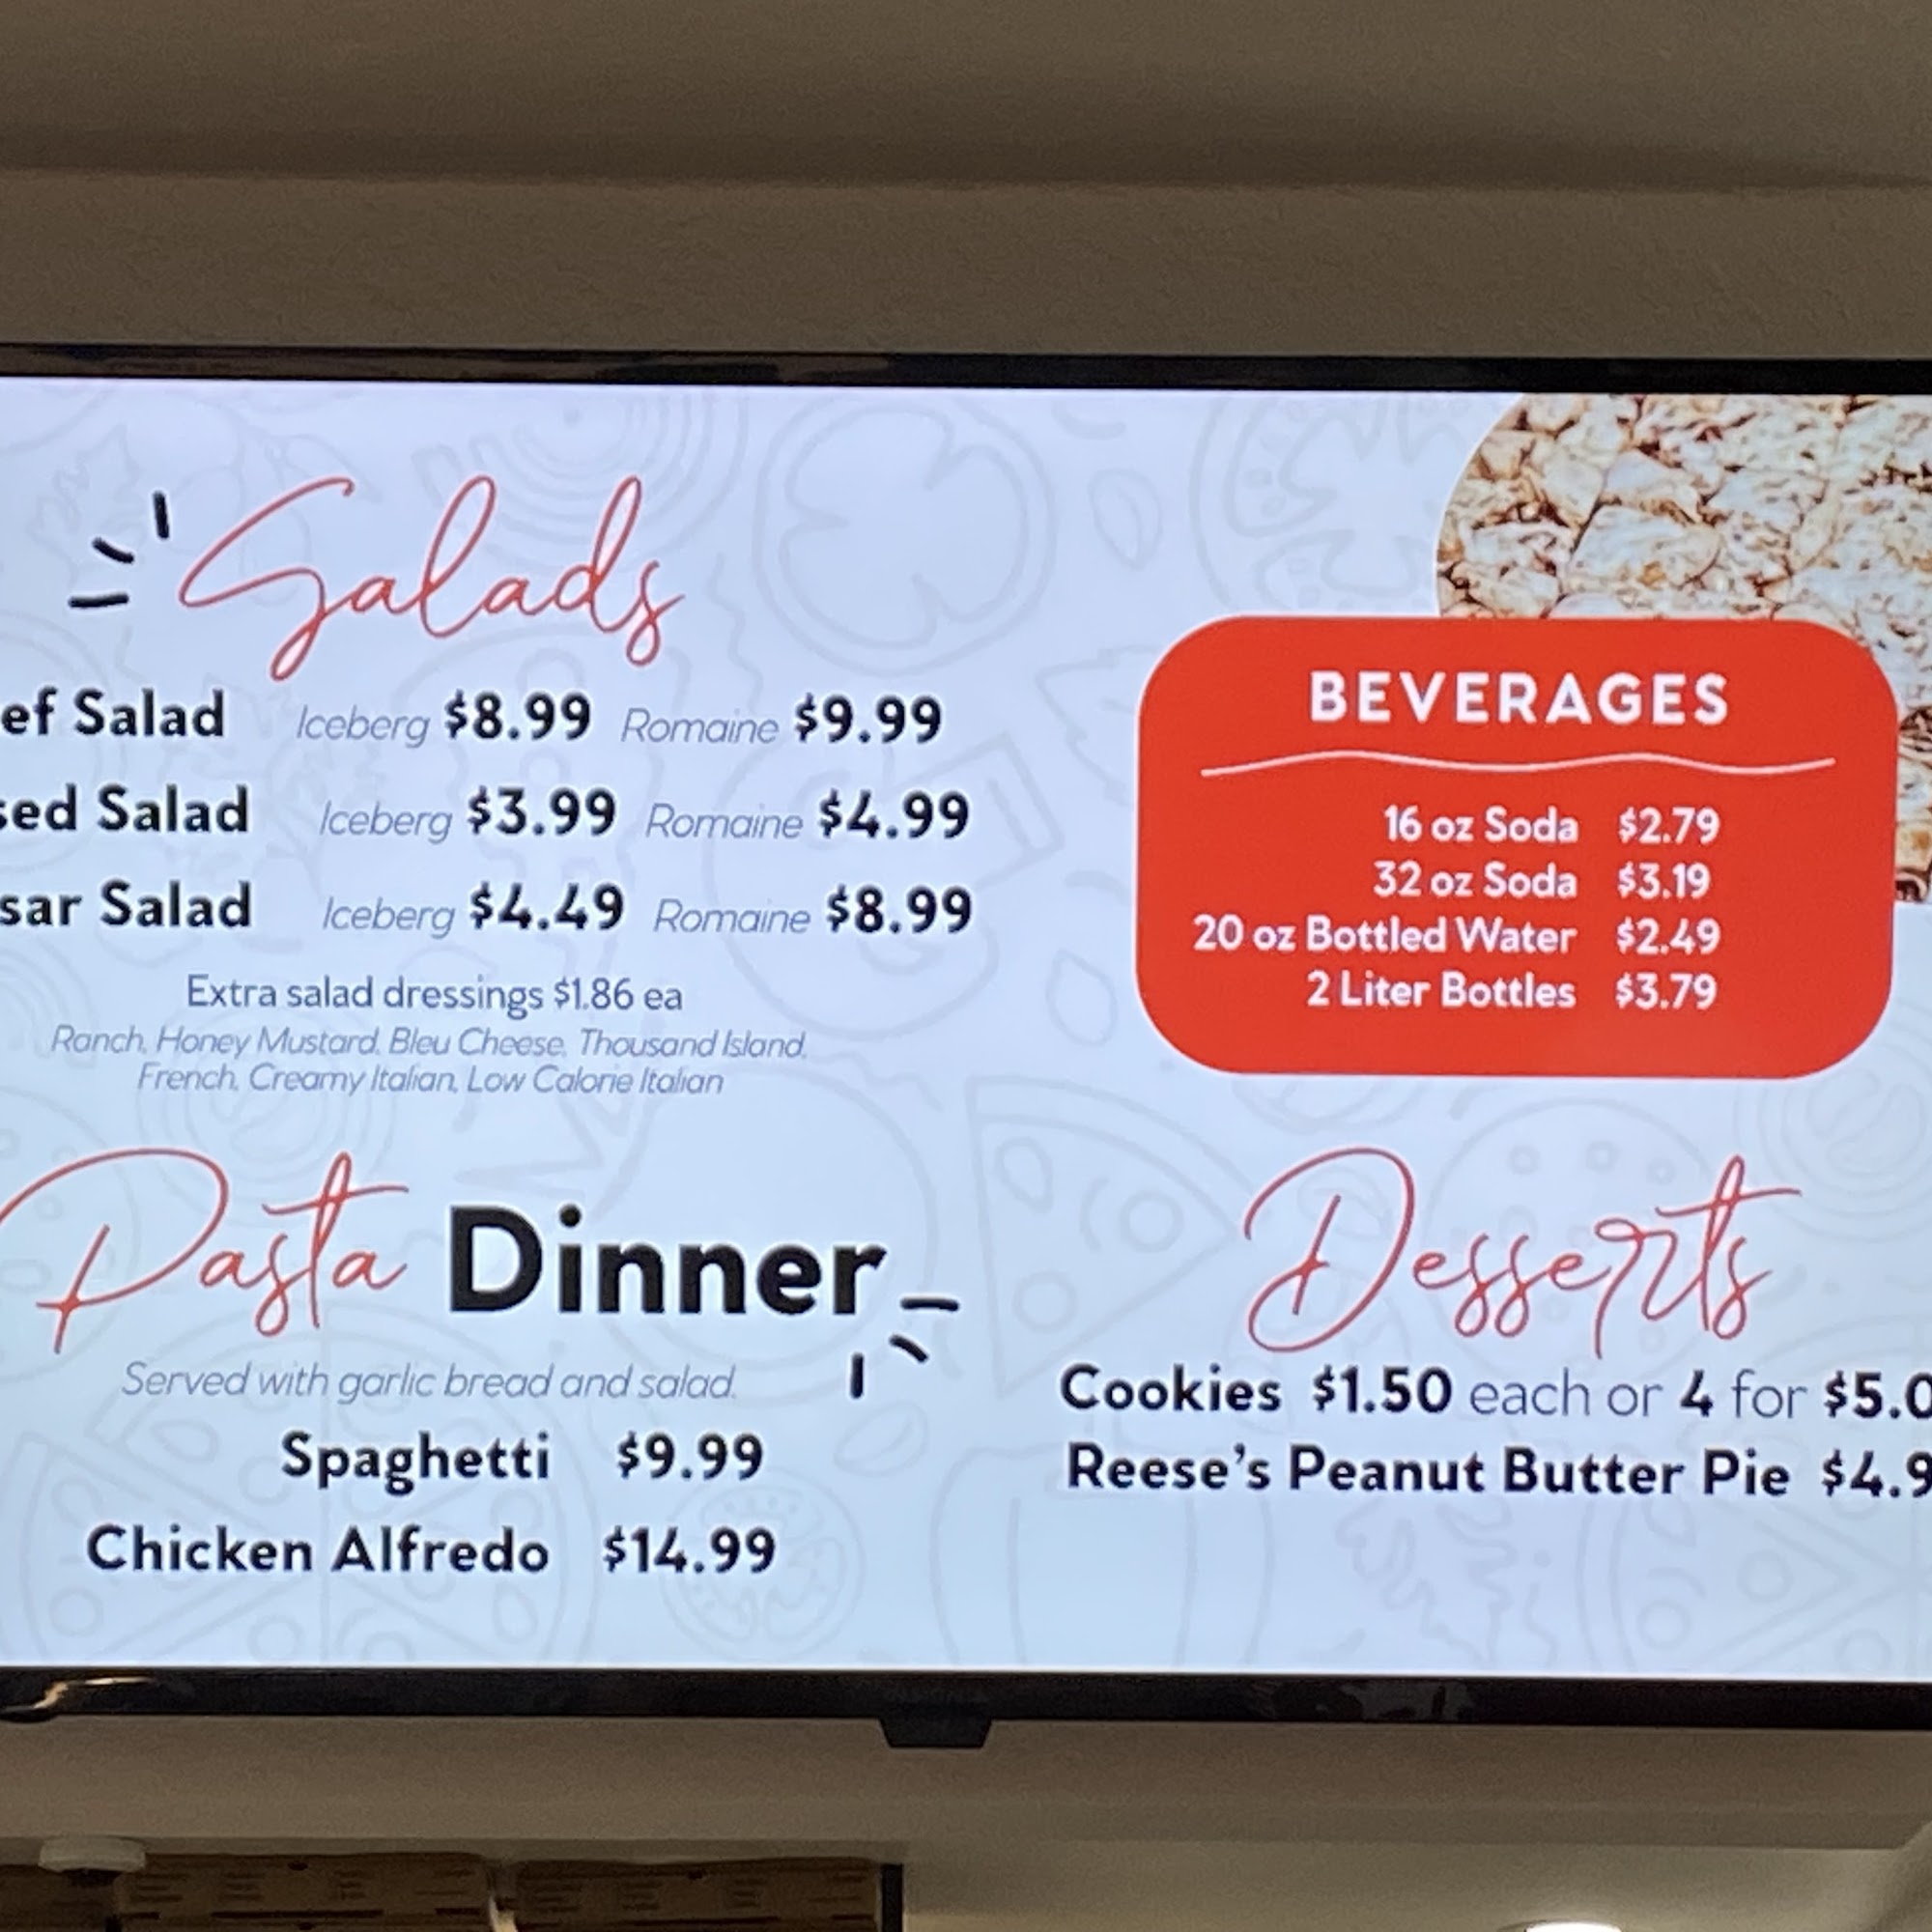 Salads
ef Salad Iceberg $8.99 Romaine $9.99
sed Salad Iceberg $3.99 Romaine $4.99
sar Salad Iceberg $4.49 Romaine $8.99
Extra salad dressings $1.86 ea
Ranch, Honey Mustard, Bleu Cheese, Thousand Island,
French, Creamy Italian, Low Calorie Italian
BEVERAGES
16 oz Soda $2.79
32 oz Soda $3.19
20 oz Bottled Water $2.49
2 Liter Bottles $3.79
Pasta Dinner
Served with garlic bread and salad.
Spaghetti $9.99
Chicken Alfredo $14.99
Desserts
Cookies $1.50 each or 4 for $5.0
Reese's Peanut Butter Pie $4.9